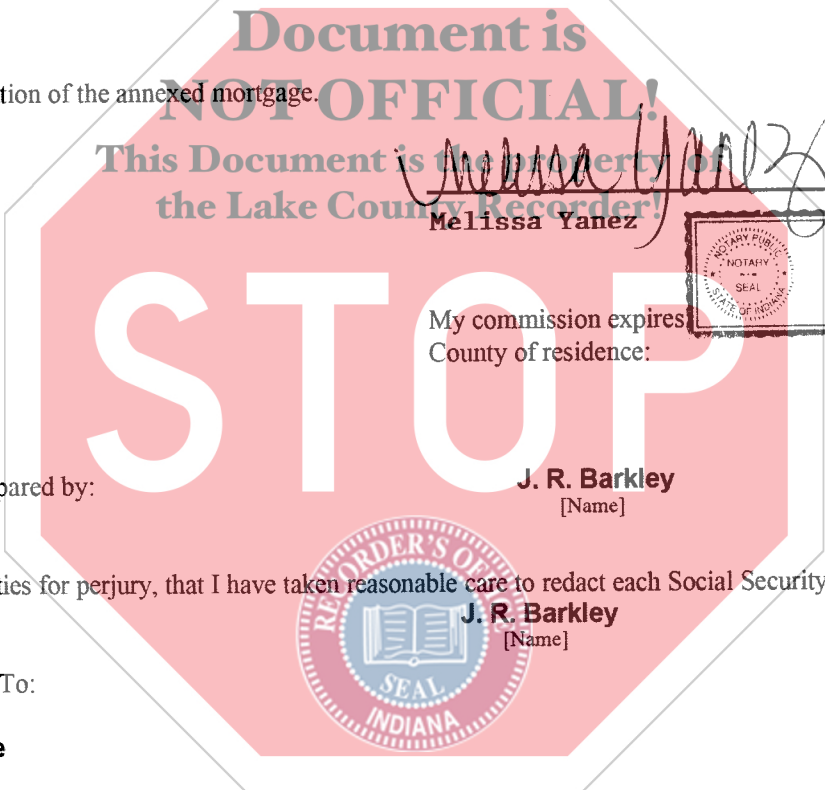 Document is
NOT OFFICIAL!
tion of the annexed mortgage.
This Document is the property of
the Lake County Recorder!
Melissa Yanez
Melissa Yanez
NOTARY PUBLIC
NOTARY
SEAL
STATE OF INDIANA
STOP
My commission expires
County of residence:
pared by:
J. R. Barkley
[Name]
RECORDER'S OFFICE
ties for perjury, that I have taken reasonable care to redact each Social Security
J. R. Barkley
[Name]
To:
SEAL
INDIANA
e